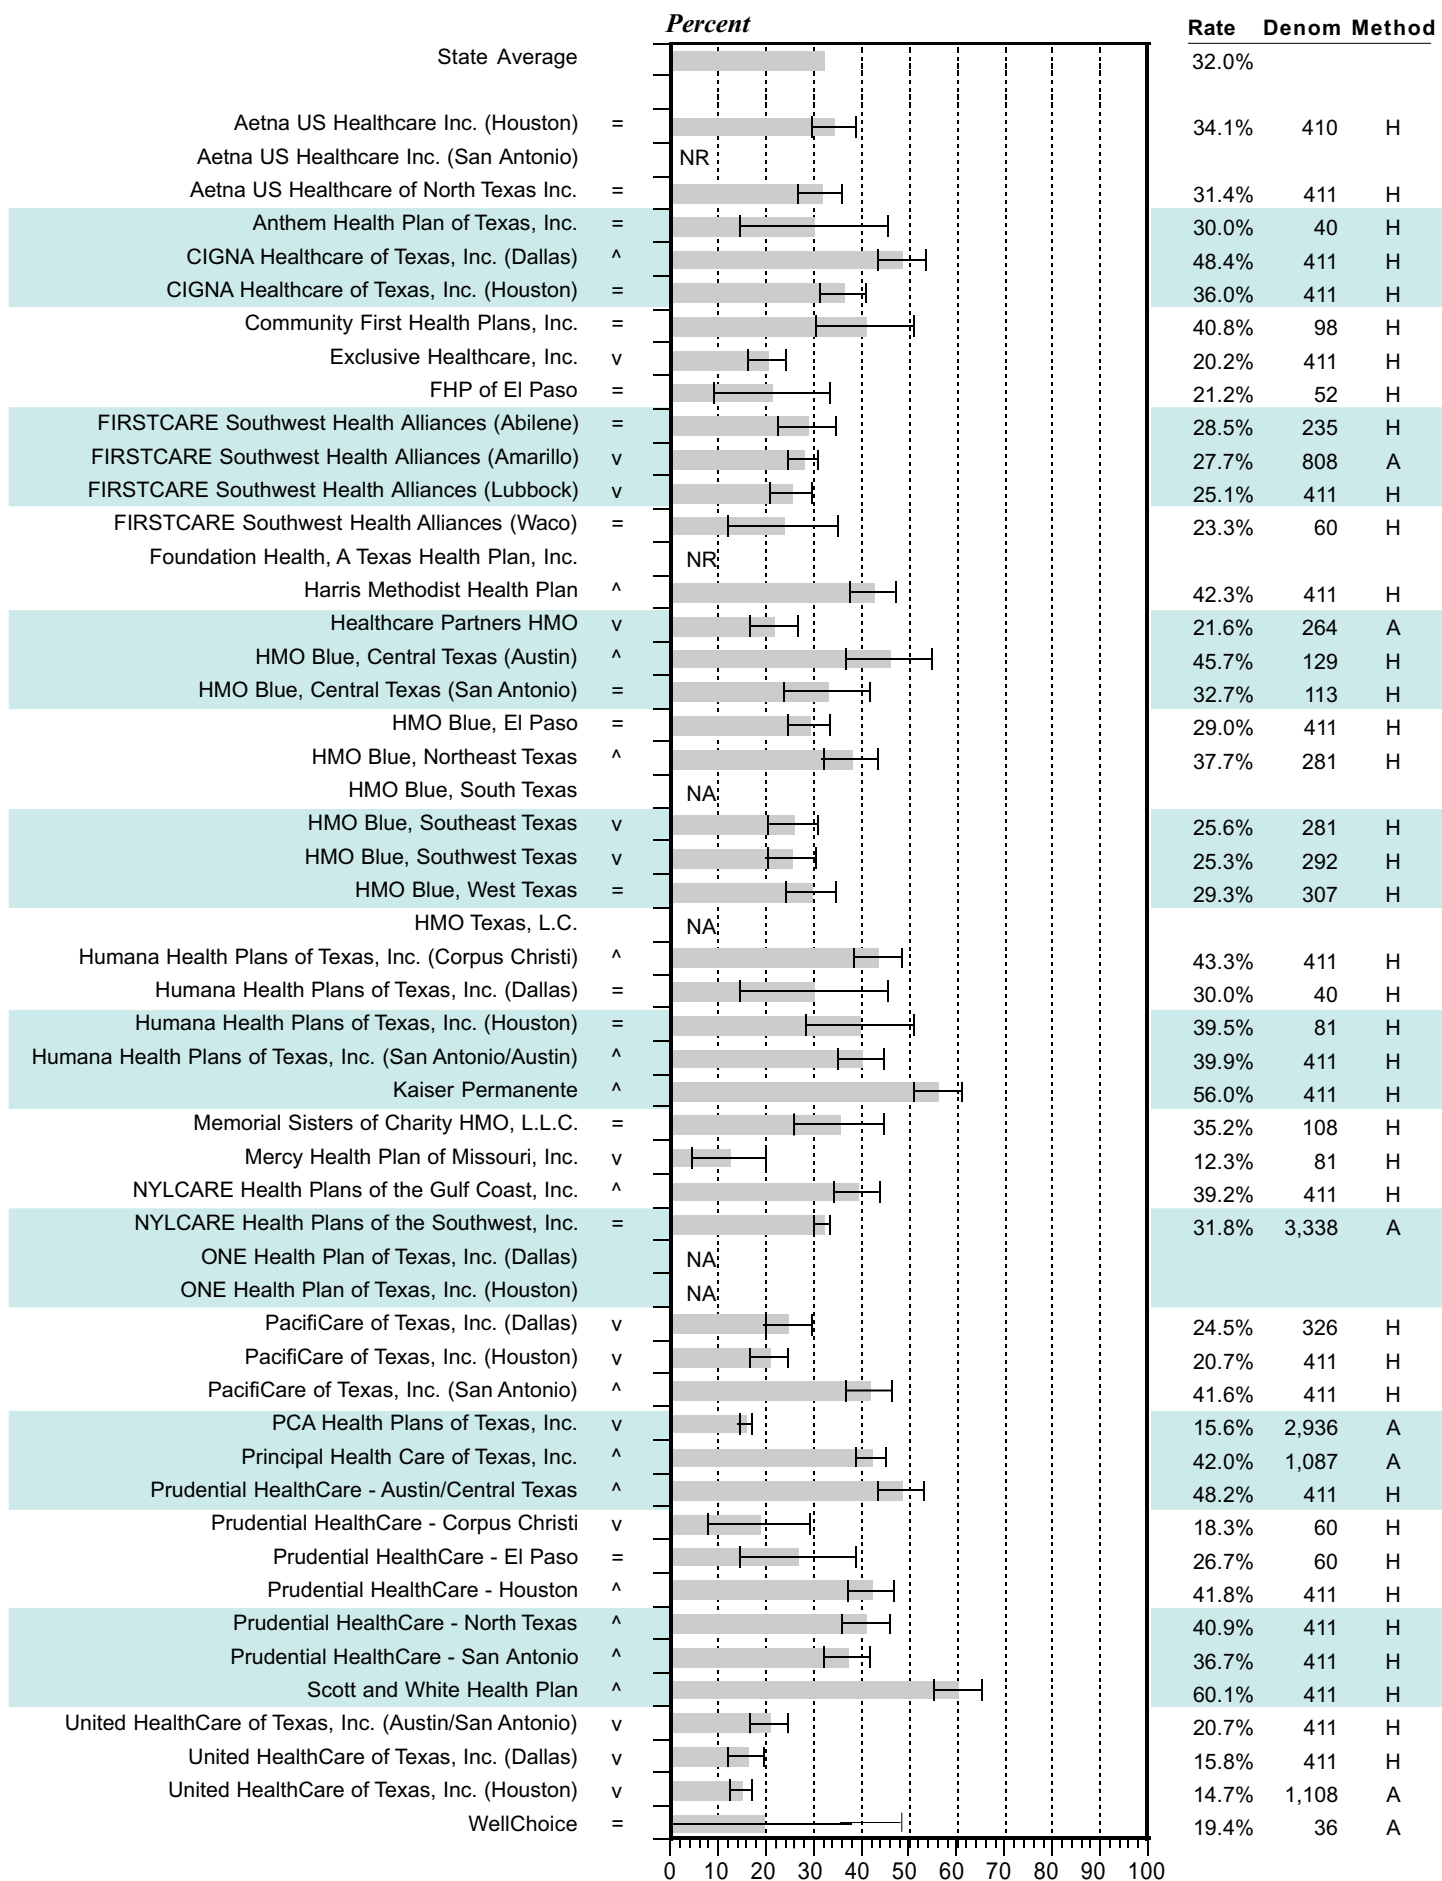 Percent Rate Denom Method
State Average 32.0%
Aetna US Healthcare Inc. (Houston) = 34.1% 410 H
Aetna US Healthcare Inc. (San Antonio) NR
Aetna US Healthcare of North Texas Inc. = 31.4% 411 H
Anthem Health Plan of Texas, Inc. = 30.0% 40 H
CIGNA Healthcare of Texas, Inc. (Dallas) ^ 48.4% 411 H
CIGNA Healthcare of Texas, Inc. (Houston) = 36.0% 411 H
Community First Health Plans, Inc. = 40.8% 98 H
Exclusive Healthcare, Inc. v 20.2% 411 H
FHP of El Paso = 21.2% 52 H
FIRSTCARE Southwest Health Alliances (Abilene) = 28.5% 235 H
FIRSTCARE Southwest Health Alliances (Amarillo) v 27.7% 808 A
FIRSTCARE Southwest Health Alliances (Lubbock) v 25.1% 411 H
FIRSTCARE Southwest Health Alliances (Waco) = 23.3% 60 H
Foundation Health, A Texas Health Plan, Inc. NR
Harris Methodist Health Plan ^ 42.3% 411 H
Healthcare Partners HMO v 21.6% 264 A
HMO Blue, Central Texas (Austin) ^ 45.7% 129 H
HMO Blue, Central Texas (San Antonio) = 32.7% 113 H
HMO Blue, El Paso = 29.0% 411 H
HMO Blue, Northeast Texas ^ 37.7% 281 H
HMO Blue, South Texas NA
HMO Blue, Southeast Texas v 25.6% 281 H
HMO Blue, Southwest Texas v 25.3% 292 H
HMO Blue, West Texas = 29.3% 307 H
HMO Texas, L.C. NA
Humana Health Plans of Texas, Inc. (Corpus Christi) ^ 43.3% 411 H
Humana Health Plans of Texas, Inc. (Dallas) = 30.0% 40 H
Humana Health Plans of Texas, Inc. (Houston) = 39.5% 81 H
Humana Health Plans of Texas, Inc. (San Antonio/Austin) ^ 39.9% 411 H
Kaiser Permanente ^ 56.0% 411 H
Memorial Sisters of Charity HMO, L.L.C. = 35.2% 108 H
Mercy Health Plan of Missouri, Inc. v 12.3% 81 H
NYLCARE Health Plans of the Gulf Coast, Inc. ^ 39.2% 411 H
NYLCARE Health Plans of the Southwest, Inc. = 31.8% 3,338 A
ONE Health Plan of Texas, Inc. (Dallas) NA
ONE Health Plan of Texas, Inc. (Houston) NA
PacifiCare of Texas, Inc. (Dallas) v 24.5% 326 H
PacifiCare of Texas, Inc. (Houston) v 20.7% 411 H
PacifiCare of Texas, Inc. (San Antonio) ^ 41.6% 411 H
PCA Health Plans of Texas, Inc. v 15.6% 2,936 A
Principal Health Care of Texas, Inc. ^ 42.0% 1,087 A
Prudential HealthCare - Austin/Central Texas ^ 48.2% 411 H
Prudential HealthCare - Corpus Christi v 18.3% 60 H
Prudential HealthCare - El Paso = 26.7% 60 H
Prudential HealthCare - Houston ^ 41.8% 411 H
Prudential HealthCare - North Texas ^ 40.9% 411 H
Prudential HealthCare - San Antonio ^ 36.7% 411 H
Scott and White Health Plan ^ 60.1% 411 H
United HealthCare of Texas, Inc. (Austin/San Antonio) v 20.7% 411 H
United HealthCare of Texas, Inc. (Dallas) v 15.8% 411 H
United HealthCare of Texas, Inc. (Houston) v 14.7% 1,108 A
WellChoice = 19.4% 36 A
0 10 20 30 40 50 60 70 80 90 100